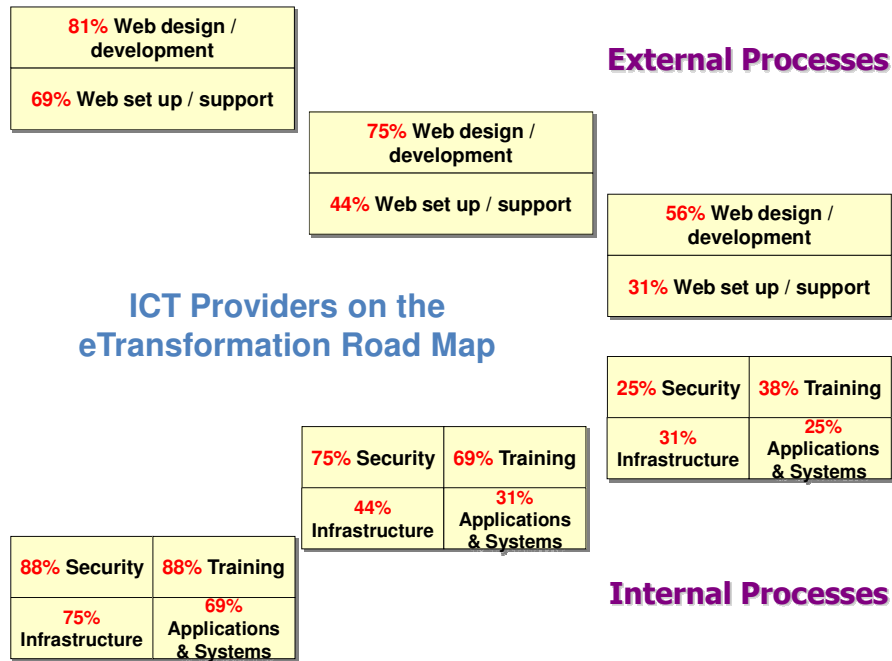 81% Web design /
development
69% Web set up / support
External Processes
75% Web design /
development
44% Web set up / support
56% Web design /
development
31% Web set up / support
ICT Providers on the
eTransformation Road Map
25% Security
38% Training
31%
Infrastructure
25%
Applications
& Systems
75% Security
69% Training
44%
Infrastructure
31%
Applications
& Systems
88% Security
88% Training
75%
Infrastructure
69%
Applications
& Systems
Internal Processes